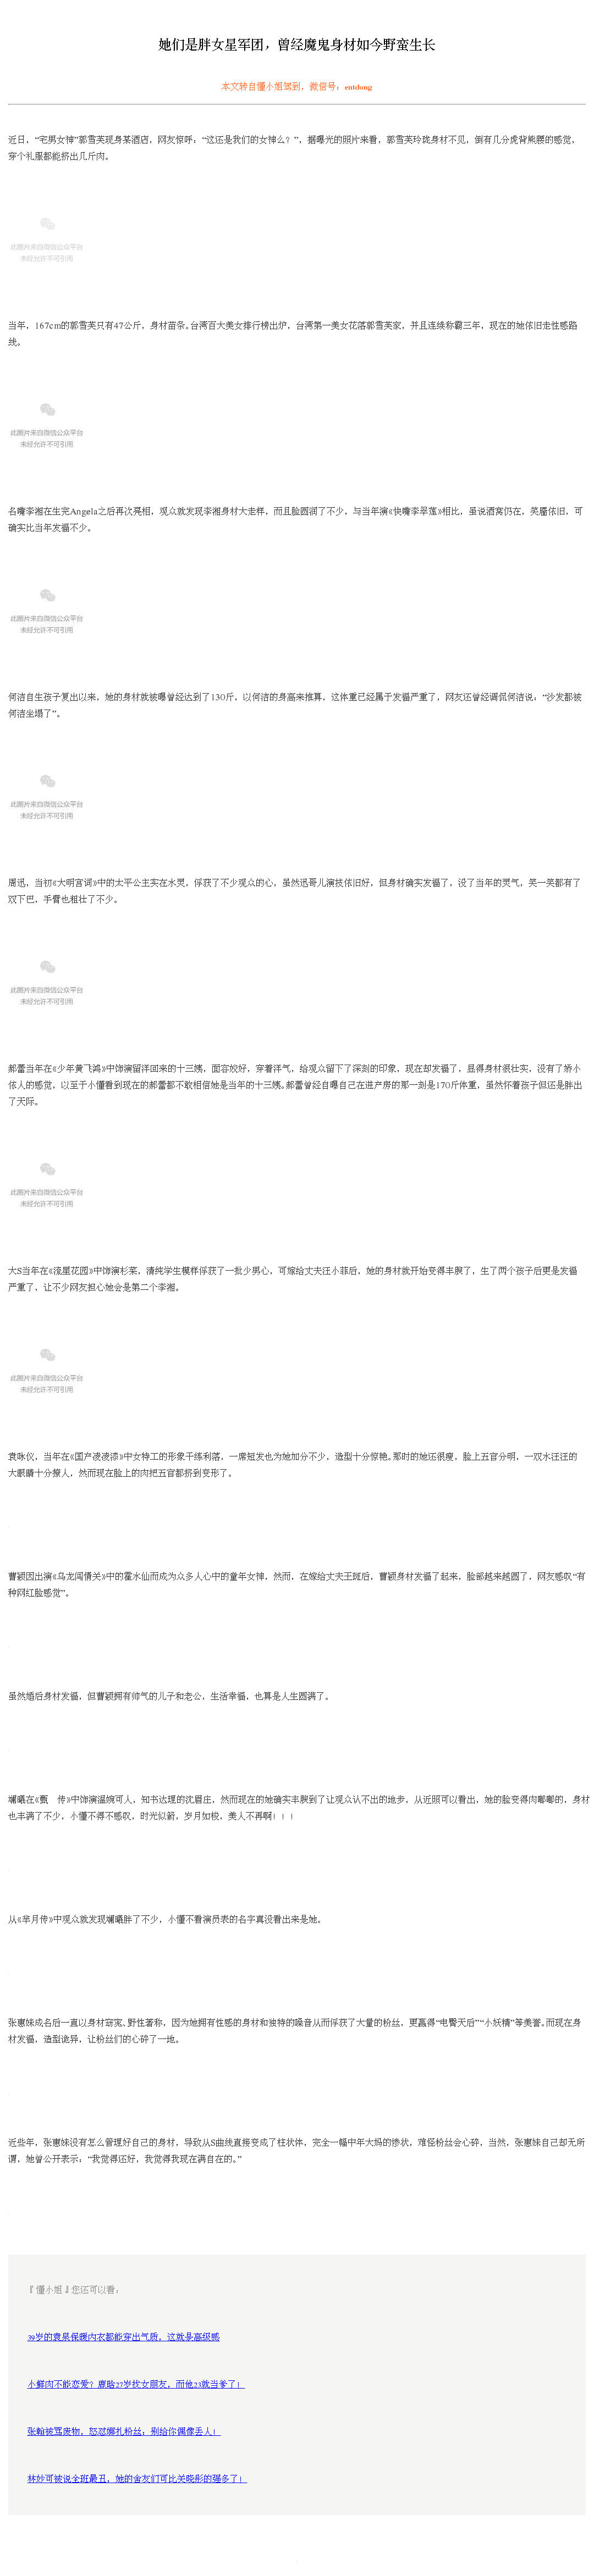 她们是胖女星军团，曾经魔鬼身材如今野蛮生长
本文转自懂小姐驾到，微信号：entdong
近日，“宅男女神”郭雪芙现身某酒店，网友惊呼：“这还是我们的女神么？”，据曝光的照片来看，郭雪芙玲珑身材不见，倒有几分虎背熊腰的感觉，
穿个礼服都能挤出几斤肉。
此图片来自微信公众平台
未经允许不可引用
当年，167cm的郭雪芙只有47公斤，身材苗条。台湾百大美女排行榜出炉，台湾第一美女花落郭雪芙家，并且连续称霸三年，现在的她依旧走性感路
线。
此图片来自微信公众平台
未经允许不可引用
名嘴李湘在生完Angela之后再次亮相，观众就发现李湘身材大走样，而且脸圆润了不少，与当年演《快嘴李翠莲》相比，虽说酒窝仍在，笑靥依旧，可
确实比当年发福不少。
此图片来自微信公众平台
未经允许不可引用
何洁自生孩子复出以来，她的身材就被曝曾经达到了130斤，以何洁的身高来推算，这体重已经属于发福严重了，网友还曾经调侃何洁说：“沙发都被
何洁坐塌了”。
此图片来自微信公众平台
未经允许不可引用
周迅，当初《大明宫词》中的太平公主实在水灵，俘获了不少观众的心，虽然迅哥儿演技依旧好，但身材确实发福了，没了当年的灵气，笑一笑都有了
双下巴，手臂也粗壮了不少。
此图片来自微信公众平台
未经允许不可引用
郝蕾当年在《少年黄飞鸿》中饰演留洋回来的十三姨，面容姣好，穿着洋气，给观众留下了深刻的印象，现在却发福了，显得身材很壮实，没有了娇小
依人的感觉，以至于小懂看到现在的郝蕾都不敢相信她是当年的十三姨。郝蕾曾经自曝自己在进产房的那一刻是170斤体重，虽然怀着孩子但还是胖出
了天际。
此图片来自微信公众平台
未经允许不可引用
大S当年在《流星花园》中饰演杉菜，清纯学生模样俘获了一批少男心，可嫁给丈夫汪小菲后，她的身材就开始变得丰腴了，生了两个孩子后更是发福
严重了，让不少网友担心她会是第二个李湘。
此图片来自微信公众平台
未经允许不可引用
袁咏仪，当年在《国产凌凌漆》中女特工的形象干练利落，一席短发也为她加分不少，造型十分惊艳。那时的她还很瘦，脸上五官分明，一双水汪汪的
大眼睛十分撩人，然而现在脸上的肉把五官都挤到变形了。
曹颖因出演《乌龙闯情关》中的霍水仙而成为众多人心中的童年女神，然而，在嫁给丈夫王斑后，曹颖身材发福了起来，脸部越来越圆了，网友感叹“有
种网红脸感觉”。
虽然婚后身材发福，但曹颖拥有帅气的儿子和老公，生活幸福，也算是人生圆满了。
斓曦在《甄　传》中饰演温婉可人，知书达理的沈眉庄，然而现在的她确实丰腴到了让观众认不出的地步，从近照可以看出，她的脸变得肉嘟嘟的，身材
也丰满了不少，小懂不得不感叹，时光似箭，岁月如梭，美人不再啊！！！
从《芈月传》中观众就发现斓曦胖了不少，小懂不看演员表的名字真没看出来是她。
张惠妹成名后一直以身材窈窕、野性著称，因为她拥有性感的身材和独特的嗓音从而俘获了大量的粉丝，更赢得“电臀天后”“小妖精”等美誉。而现在身
材发福，造型诡异，让粉丝们的心碎了一地。
近些年，张惠妹没有怎么管理好自己的身材，导致从S曲线直接变成了柱状体，完全一幅中年大妈的惨状，难怪粉丝会心碎，当然，张惠妹自己却无所
谓，她曾公开表示：“我觉得还好，我觉得我现在满自在的。”
『懂小姐』您还可以看：
39岁的袁泉保暖内衣都能穿出气质，这就是高级感
小鲜肉不能恋爱？鹿晗27岁找女朋友，而他23就当爹了！
张翰被骂废物，怒怼娜扎粉丝：别给你偶像丢人！
林妙可被说全班最丑，她的舍友们可比关晓彤的强多了！